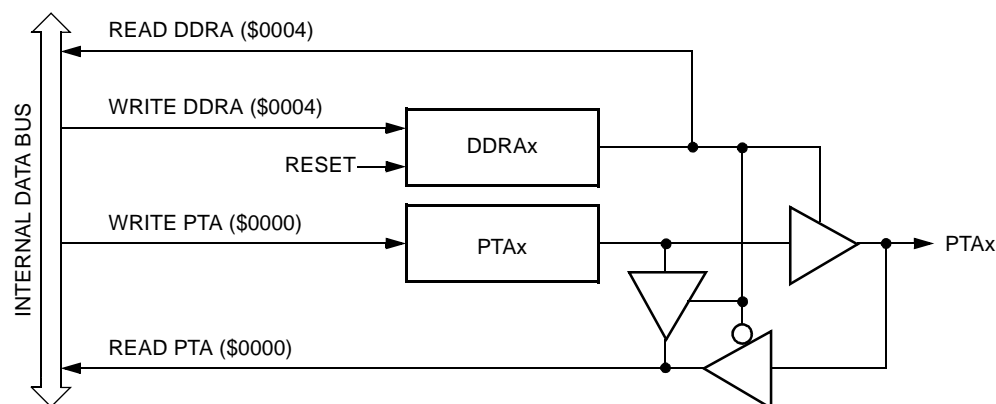 READ DDRA ($0004)
WRITE DDRA ($0004)
DDRAx
RESET
WRITE PTA ($0000)
PTAx
PTAx
READ PTA ($0000)
INTERNAL DATA BUS